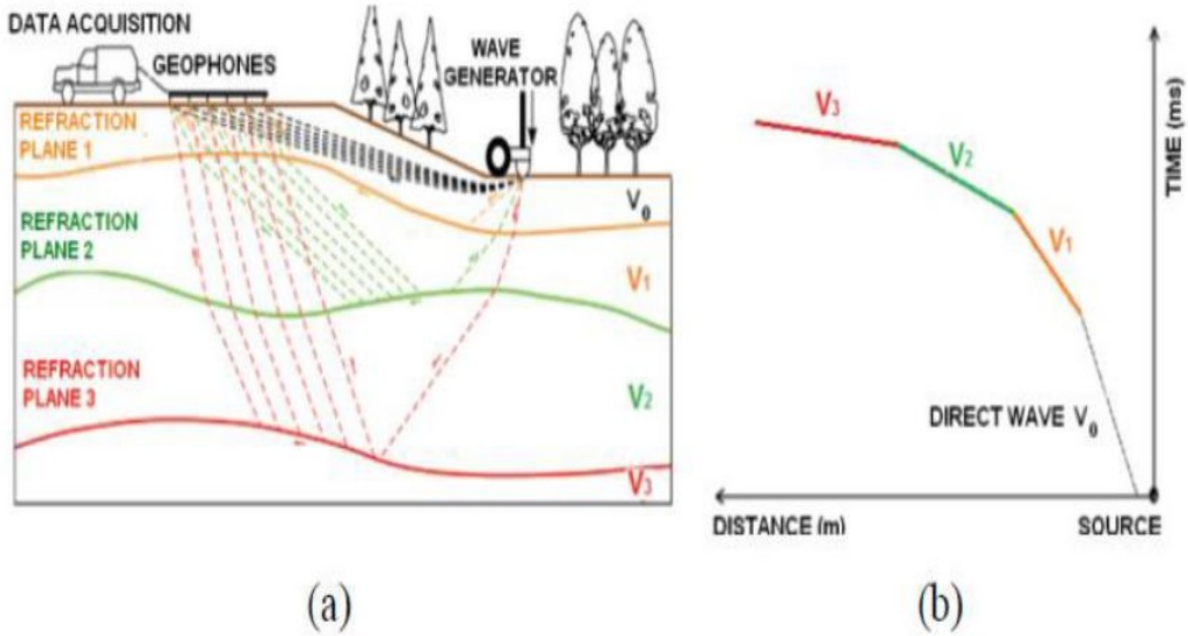 DATA ACQUISITION
GEOPHONES
WAVE
GENERATOR
REFRACTION
PLANE 1
V₀
REFRACTION
PLANE 2
V₁
REFRACTION
PLANE 3
V₂
V₃
(a)
V₃
V₂
V₁
TIME (ms)
DIRECT WAVE V₀
DISTANCE (m)
SOURCE
(b)